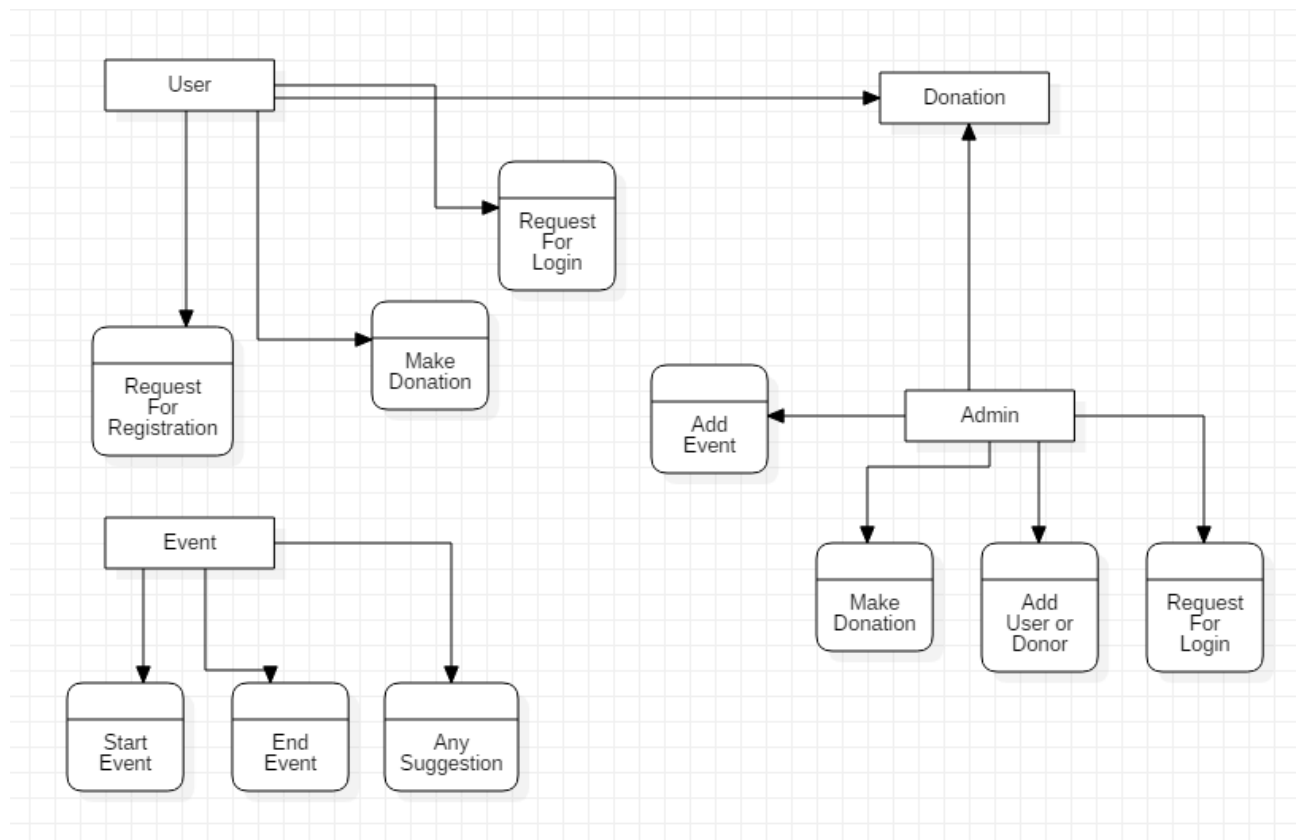 User
Donation
Request
For
Login
Make
Donation
Request
For
Registration
Add
Event
Admin
Event
Make
Donation
Add
User or
Donor
Request
For
Login
Start
Event
End
Event
Any
Suggestion